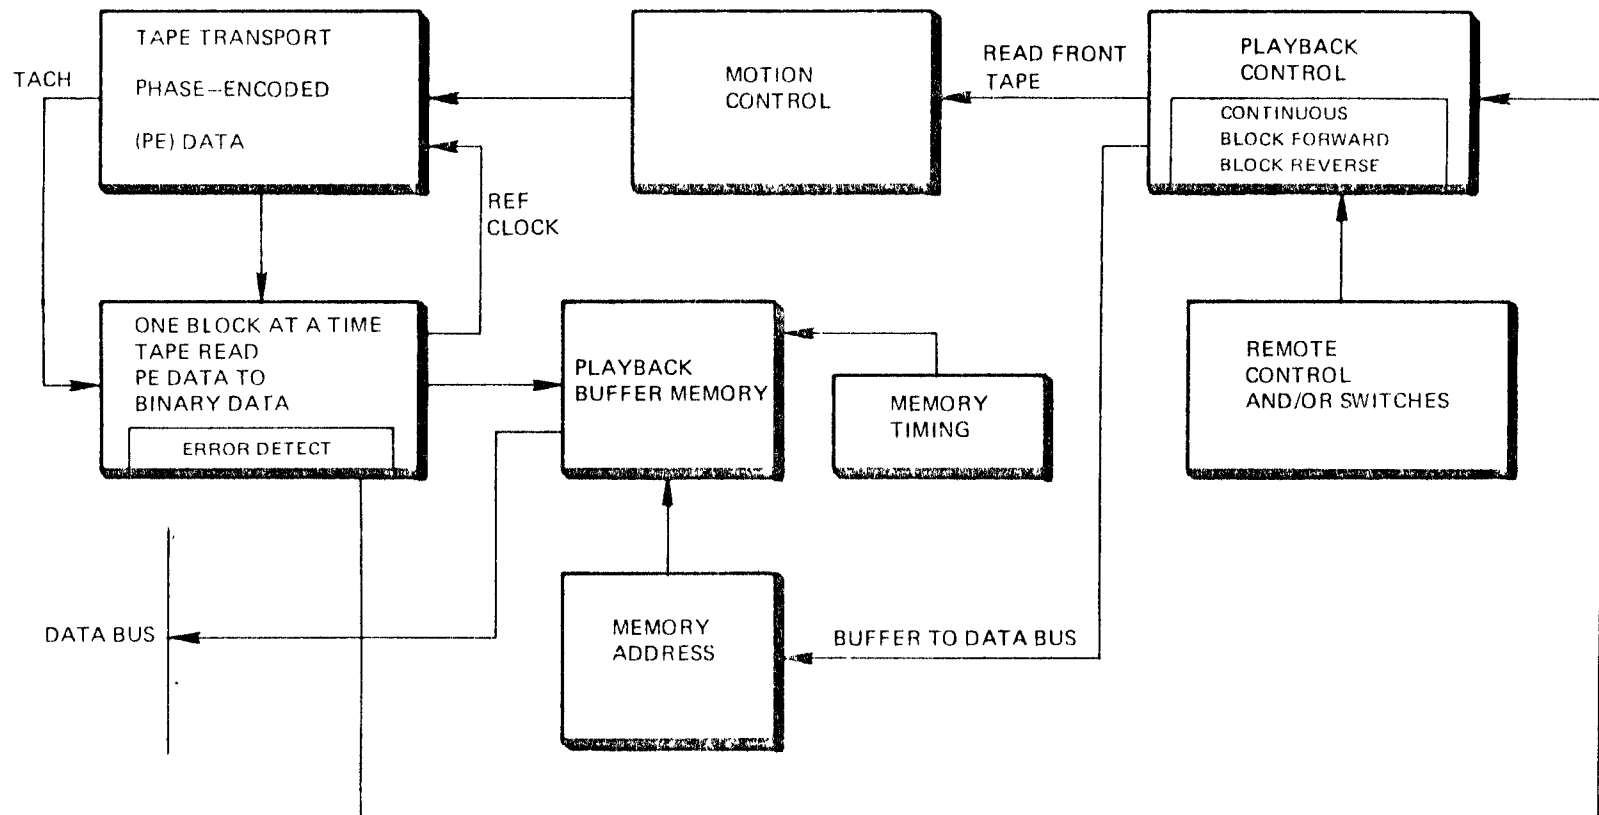 TAPE TRANSPORT
PHASE--ENCODED
(PE) DATA
TACH
MOTION
CONTROL
READ FRONT
TAPE
PLAYBACK
CONTROL
CONTINUOUS
BLOCK FORWARD
BLOCK REVERSE
REF
CLOCK
ONE BLOCK AT A TIME
TAPE READ
PE DATA TO
BINARY DATA
ERROR DETECT
PLAYBACK
BUFFER MEMORY
MEMORY
TIMING
REMOTE
CONTROL
AND/OR SWITCHES
DATA BUS
MEMORY
ADDRESS
BUFFER TO DATA BUS